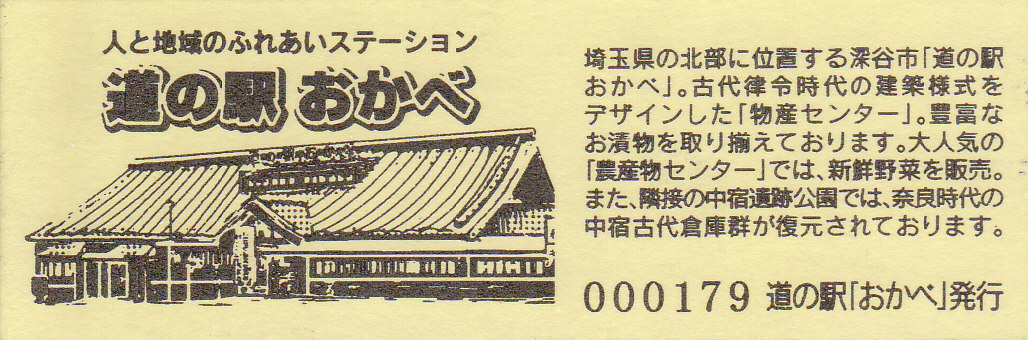 人と地域のふれあいステーション
道の駅 おかべ
埼玉県の北部に位置する深谷市「道の駅
おかべ」。古代律令時代の建築様式を
デザインした「物産センター」。豊富な
お漬物を取り揃えております。大人気の
「農産物センター」では、新鮮野菜を販売。
また、隣接の中宿遺跡公園では、奈良時代の
中宿古代倉庫群が復元されております。
000179 道の駅「おかべ」発行